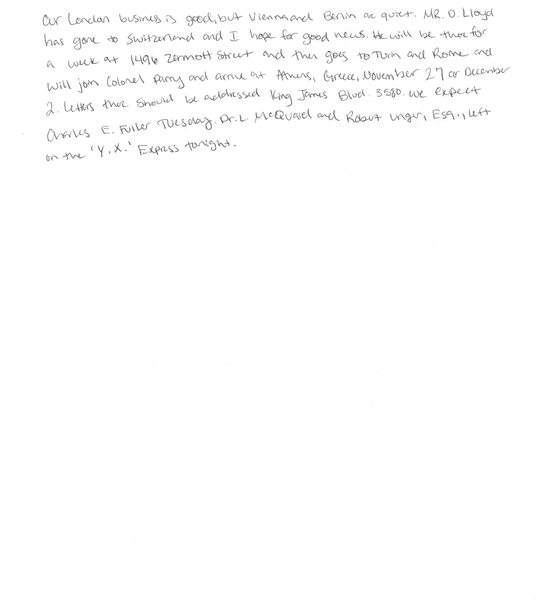 Our London business is good, but Vienna and Berlin are quiet. MR. D. Lloyd
has gone to Switzerland and I hope for good news. He will be there for
a week at 1496 Zermott Street and then goes to Turin and Rome and
will join Colonel Parry and arrive at Athens, Greece, November 27 or December
2. Letters there should be addressed King James Blvd. 3580. We expect
Charles E. Fuller Tuesday. Dr. L. McQuaid and Robert Unger, Esq., left
on the 'Y.X.' Express tonight.